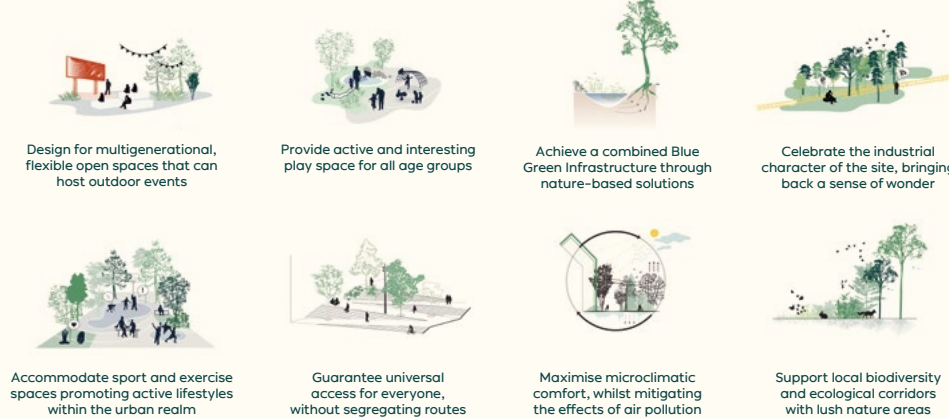 Design for multigenerational,
flexible open spaces that can
host outdoor events
Provide active and interesting
play space for all age groups
Achieve a combined Blue
Green Infrastructure through
nature-based solutions
Celebrate the industrial
character of the site, bringing
back a sense of wonder
Accommodate sport and exercise
spaces promoting active lifestyles
within the urban realm
Guarantee universal
access for everyone,
without segregating routes
Maximise microclimatic
comfort, whilst mitigating
the effects of air pollution
Support local biodiversity
and ecological corridors
with lush nature areas